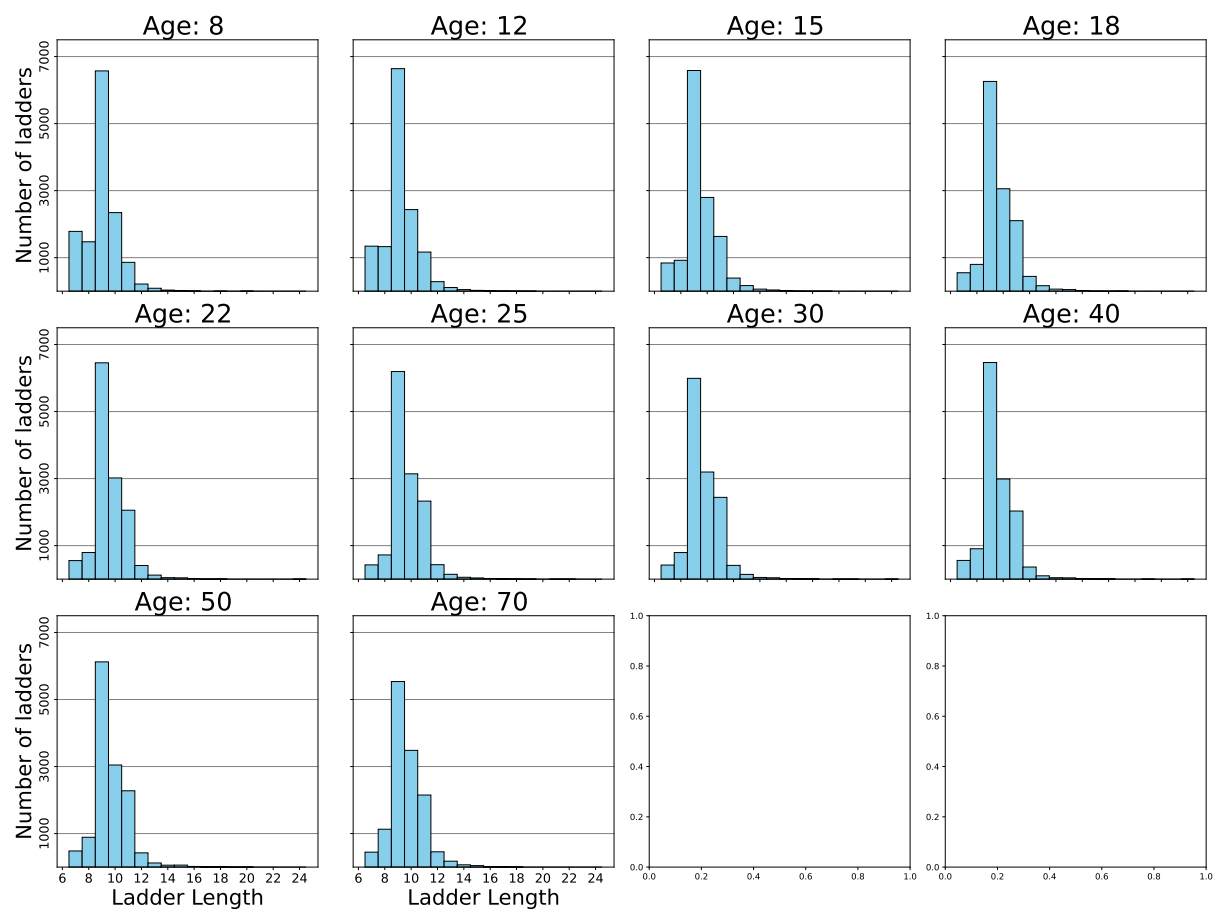 Age: 8
Age: 12
Age: 15
Age: 18
Number of ladders
7000
5000
3000
1000
Age: 22
Age: 25
Age: 30
Age: 40
Number of ladders
7000
5000
3000
1000
Age: 50
Age: 70
Number of ladders
7000
5000
3000
1000
6 8 10 12 14 16 18 20 22 24
Ladder Length
6 8 10 12 14 16 18 20 22 24
Ladder Length
1.0
0.8
0.6
0.4
0.2
0.0
0.0 0.2 0.4 0.6 0.8 1.0
1.0
0.8
0.6
0.4
0.2
0.0
0.0 0.2 0.4 0.6 0.8 1.0